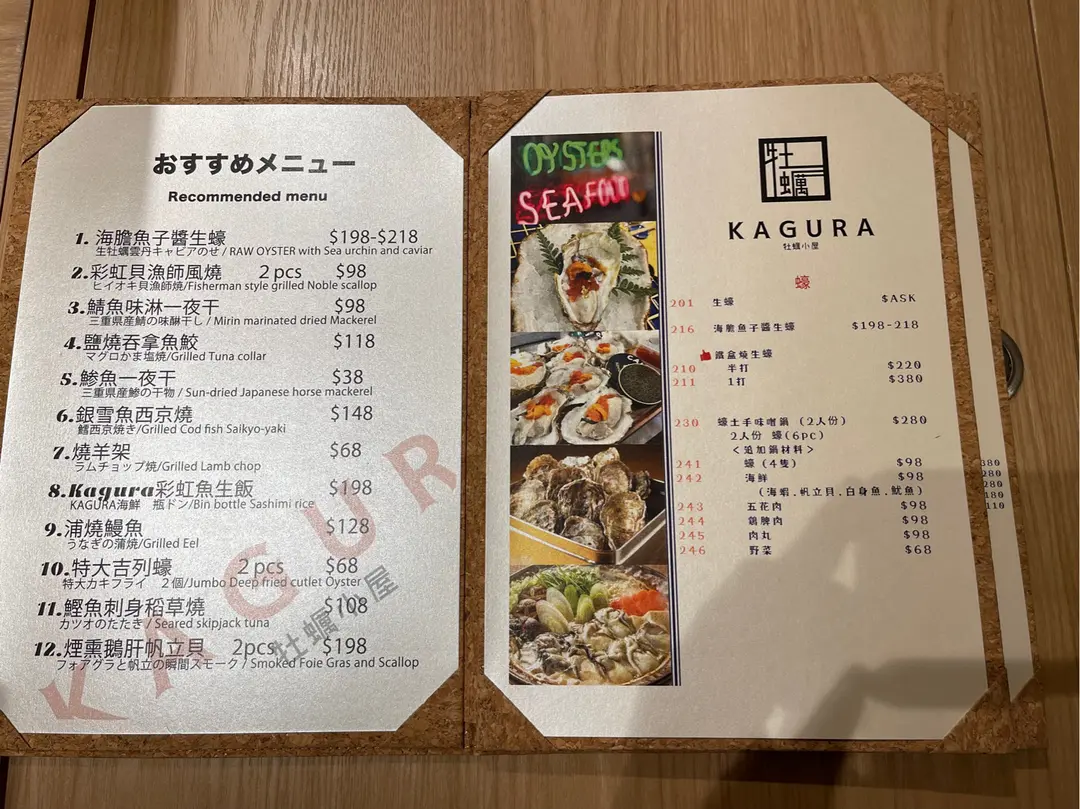 おすすめメニュー
Recommended menu
1. 海膽魚子醬生蠔 $198-$218
生牡蠣雲丹キャビアのせ / RAW OYSTER with Sea urchin and caviar
2.彩虹貝漁師風燒 2 pcs $98
ヒイオキ貝漁師焼/Fisherman style grilled Noble scallop
3.鯖魚味淋一夜干 $98
三重県産鯖の味醂干し / Mirin marinated dried Mackerel
4.鹽燒吞拿魚鮫 $118
マグロかま塩焼/Grilled Tuna collar
5.鰺魚一夜干 $38
三重県産鯵の干物 / Sun-dried Japanese horse mackerel
6.銀雪魚西京燒 $148
鱈西京焼き/Grilled Cod fish Saikyo-yaki
7.燒羊架 $68
ラムチョップ焼/Grilled Lamb chop
8.Kagura彩虹魚生飯 $198
KAGURA海鮮 瓶ドン/Bin bottle Sashimi rice
9.浦燒鰻魚 $128
うなぎの蒲焼/Grilled Eel
10.特大吉列蠔 2 pcs $68
特大カキフライ 2個/Jumbo Deep fried cutlet Oyster
11.鰹魚刺身稻草燒 $108
カツオのたたき / Seared skipjack tuna
12.煙熏鵝肝帆立貝 2pcs $198
フォアグラと帆立の瞬間スモーク / Smoked Foie Gras and Scallop
KAGUR
牡蠣小屋
OYSTERS
SEAFOOD
牡蠣
KAGURA
牡蠣小屋
蠔
201 生蠔 $ASK
216 海膽魚子醬生蠔 $198-218
鐵盒燒生蠔
210 半打 $220
211 1打 $380
230 蠔土手味噌鍋 (2人份) $280
2人份 蠔(6pc)
<追加鍋材料>
241 蠔 (4隻) $98
242 海鮮 $98
(海蝦.帆立貝.白身魚.魷魚)
243 五花肉 $98
244 鶏脾肉 $98
245 肉丸 $98
246 野菜 $68
380
280
280
180
110